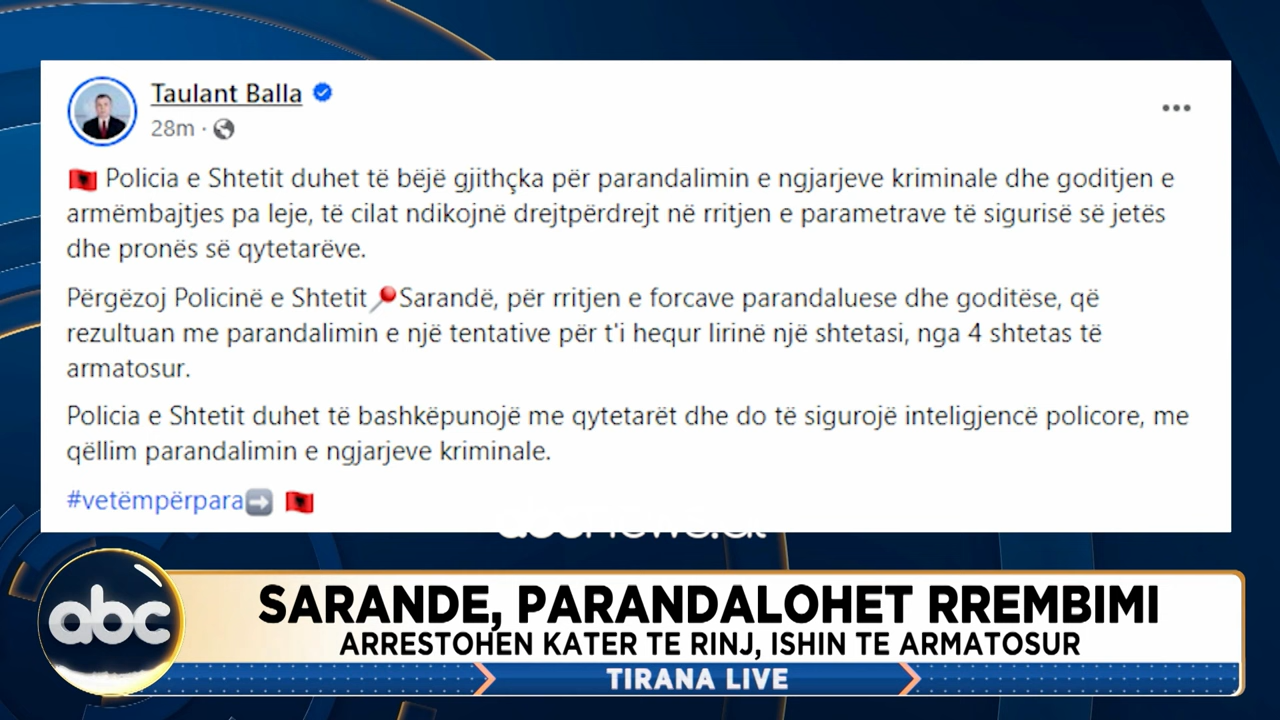 Taulant Balla
28m ·
Policia e Shtetit duhet të bëjë gjithçka për parandalimin e ngjarjeve kriminale dhe goditjen e
armëmbajtjes pa leje, të cilat ndikojnë drejtpërdrejt në rritjen e parametrave të sigurisë së jetës
dhe pronës së qytetarëve.
Përgëzoj Policinë e Shtetit📍Sarandë, për rritjen e forcave parandaluese dhe goditëse, që
rezultuan me parandalimin e një tentative për t'i hequr lirinë një shtetasi, nga 4 shtetas të
armatosur.
Policia e Shtetit duhet të bashkëpunojë me qytetarët dhe do të sigurojë inteligjencë policore, me
qëllim parandalimin e ngjarjeve kriminale.
#vetëmpërpara➡️ 🇦🇱
abc
SARANDE, PARANDALOHET RREMBIMI
ARRESTOHEN KATER TE RINJ, ISHIN TE ARMATOSUR
TIRANA LIVE